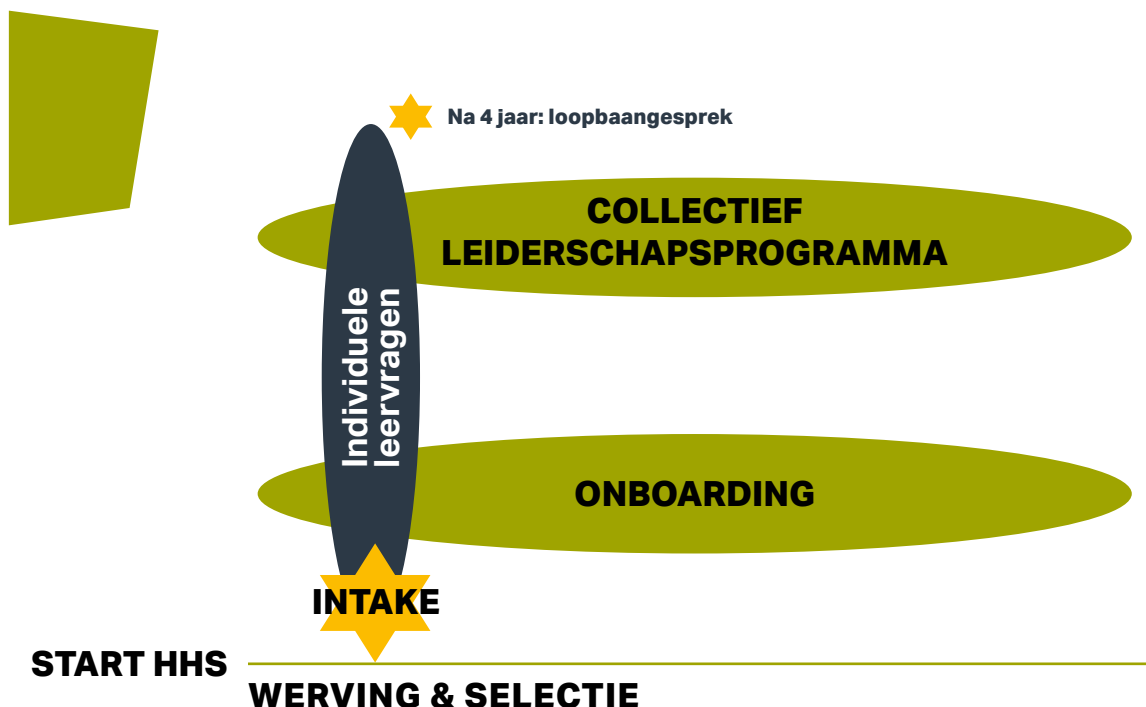 Na 4 jaar: loopbaangesprek
COLLECTIEF
LEIDERSCHAPSPROGRAMMA
Individuele
leervragen
ONBOARDING
INTAKE
START HHS
WERVING & SELECTIE